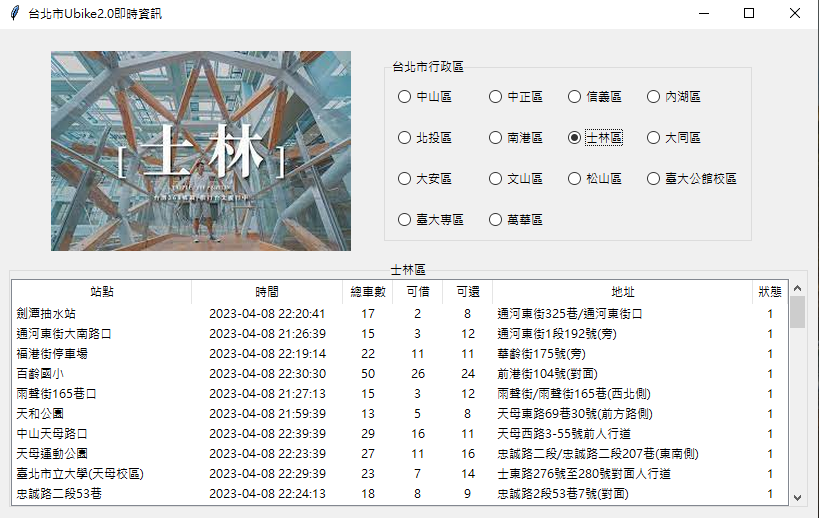 台北市Ubike2.0即時資訊
[士林]
台北市行政區
中山區 中正區 信義區 內湖區
北投區 南港區 士林區 大同區
大安區 文山區 松山區 臺大公館校區
臺大專區 萬華區
士林區
站點 時間 總車數 可借 可還 地址 狀態
劍潭抽水站 2023-04-08 22:20:41 17 2 8 通河東街325巷/通河東街口 1
通河東街大南路口 2023-04-08 21:26:39 15 3 12 通河東街1段192號(旁) 1
福港街停車場 2023-04-08 22:19:14 22 11 11 華齡街175號(旁) 1
百齡國小 2023-04-08 22:30:30 50 26 24 前港街104號(對面) 1
雨聲街165巷口 2023-04-08 21:27:13 15 3 12 雨聲街/雨聲街165巷(西北側) 1
天和公園 2023-04-08 21:59:39 13 5 8 天母東路69巷30號(前方路側) 1
中山天母路口 2023-04-08 22:39:39 29 16 11 天母西路3-55號前人行道 1
天母運動公園 2023-04-08 22:23:39 27 11 16 忠誠路二段/忠誠路二段207巷(東南側) 1
臺北市立大學(天母校區) 2023-04-08 22:29:39 23 7 14 士東路276號至280號對面人行道 1
忠誠路二段53巷 2023-04-08 22:24:13 18 8 9 忠誠路2段53巷7號(對面) 1